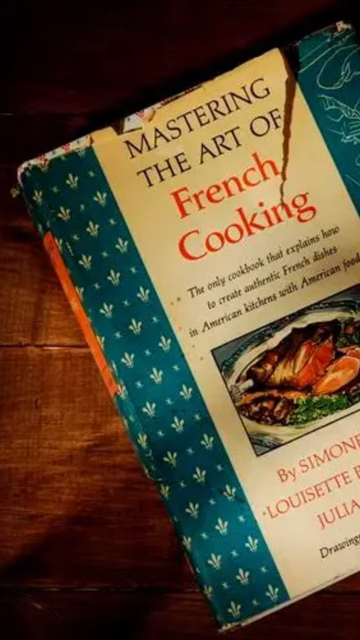 MASTERING
THE ART OF
French
Cooking
The only cookbook that explains how
to create authentic French dishes
in American kitchens with American food
By SIMONE
LOUISETTE
JULIA
Drawings